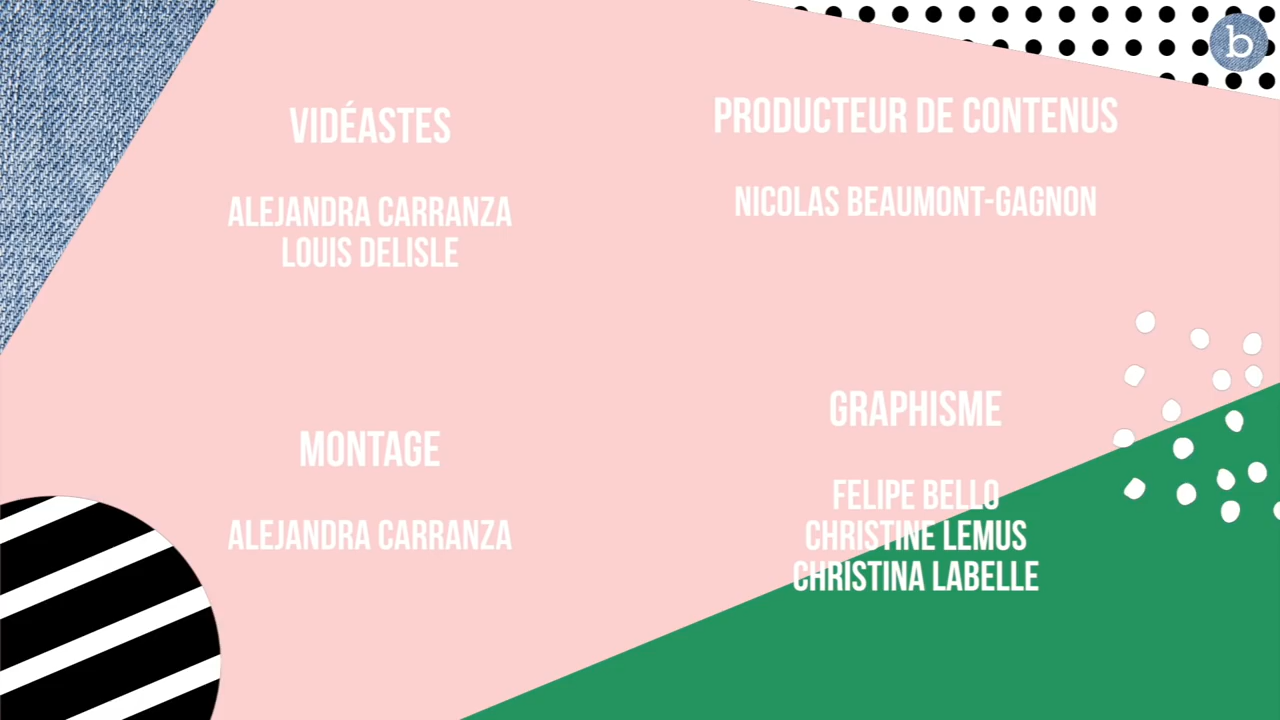 VIDÉASTES
ALEJANDRA CARRANZA
LOUIS DELISLE
PRODUCTEUR DE CONTENUS
NICOLAS BEAUMONT-GAGNON
MONTAGE
ALEJANDRA CARRANZA
GRAPHISME
FELIPE BELLO
CHRISTINE LEMUS
CHRISTINA LABELLE
b